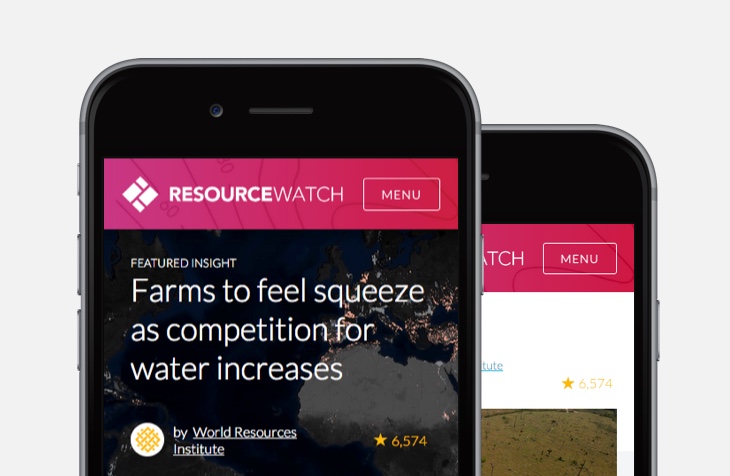 RESOURCEWATCH
MENU
FEATURED INSIGHT
Farms to feel squeeze
as competition for
water increases
by World Resources
Institute
★ 6,574
ATCH
MENU
tute
★ 6,574